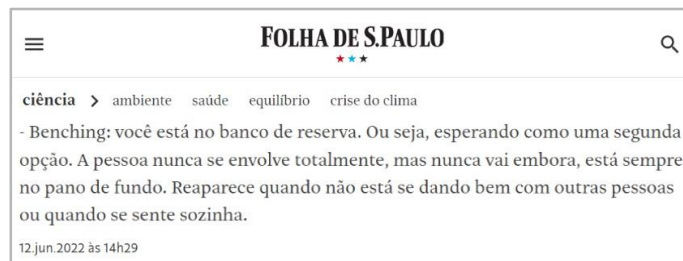 FOLHA DE S.PAULO
ciência > ambiente saúde equilíbrio crise do clima
- Benching: você está no banco de reserva. Ou seja, esperando como uma segunda
opção. A pessoa nunca se envolve totalmente, mas nunca vai embora, está sempre
no pano de fundo. Reaparece quando não está se dando bem com outras pessoas
ou quando se sente sozinha.
12.jun.2022 às 14h29